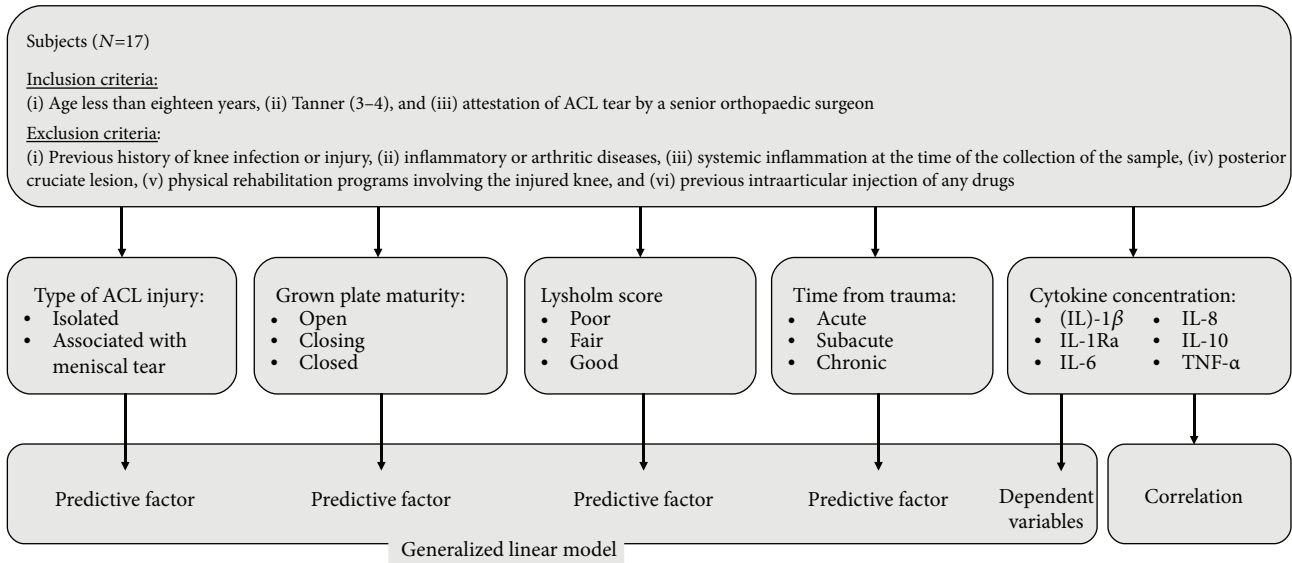 Subjects (N=17)
Inclusion criteria:
(i) Age less than eighteen years, (ii) Tanner (3–4), and (iii) attestation of ACL tear by a senior orthopaedic surgeon
Exclusion criteria:
(i) Previous history of knee infection or injury, (ii) inflammatory or arthritic diseases, (iii) systemic inflammation at the time of the collection of the sample, (iv) posterior
cruciate lesion, (v) physical rehabilitation programs involving the injured knee, and (vi) previous intraarticular injection of any drugs
Type of ACL injury:
• Isolated
• Associated with
meniscal tear
Grown plate maturity:
• Open
• Closing
• Closed
Lysholm score
• Poor
• Fair
• Good
Time from trauma:
• Acute
• Subacute
• Chronic
Cytokine concentration:
• (IL)-1β
• IL-1Ra
• IL-6
• IL-8
• IL-10
• TNF-α
Predictive factor
Predictive factor
Predictive factor
Predictive factor
Dependent
variables
Correlation
Generalized linear model